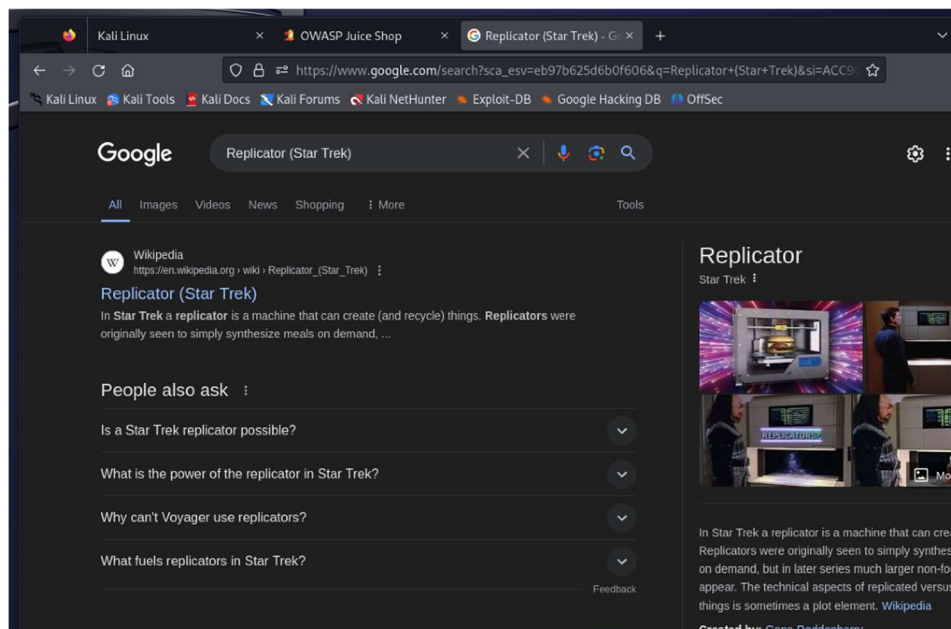 Kali Linux
OWASP Juice Shop
Replicator (Star Trek) - G
https://www.google.com/search?sca_esv=eb97b625d6b0f606&q=Replicator+(Star+Trek)&si=ACC9
Kali Linux Kali Tools Kali Docs Kali Forums Kali NetHunter Exploit-DB Google Hacking DB OffSec
Google
Replicator (Star Trek)
All Images Videos News Shopping More Tools
Wikipedia
https://en.wikipedia.org › wiki › Replicator_(Star_Trek)
Replicator (Star Trek)
In Star Trek a replicator is a machine that can create (and recycle) things. Replicators were
originally seen to simply synthesize meals on demand, ...
People also ask
Is a Star Trek replicator possible?
What is the power of the replicator in Star Trek?
Why can't Voyager use replicators?
What fuels replicators in Star Trek?
Feedback
Replicator
Star Trek
REPLICATORS?
Mo
In Star Trek a replicator is a machine that can cre
Replicators were originally seen to simply synthes
on demand, but in later series much larger non-fo
appear. The technical aspects of replicated versus
things is sometimes a plot element. Wikipedia
Created by: Gene Roddenberry